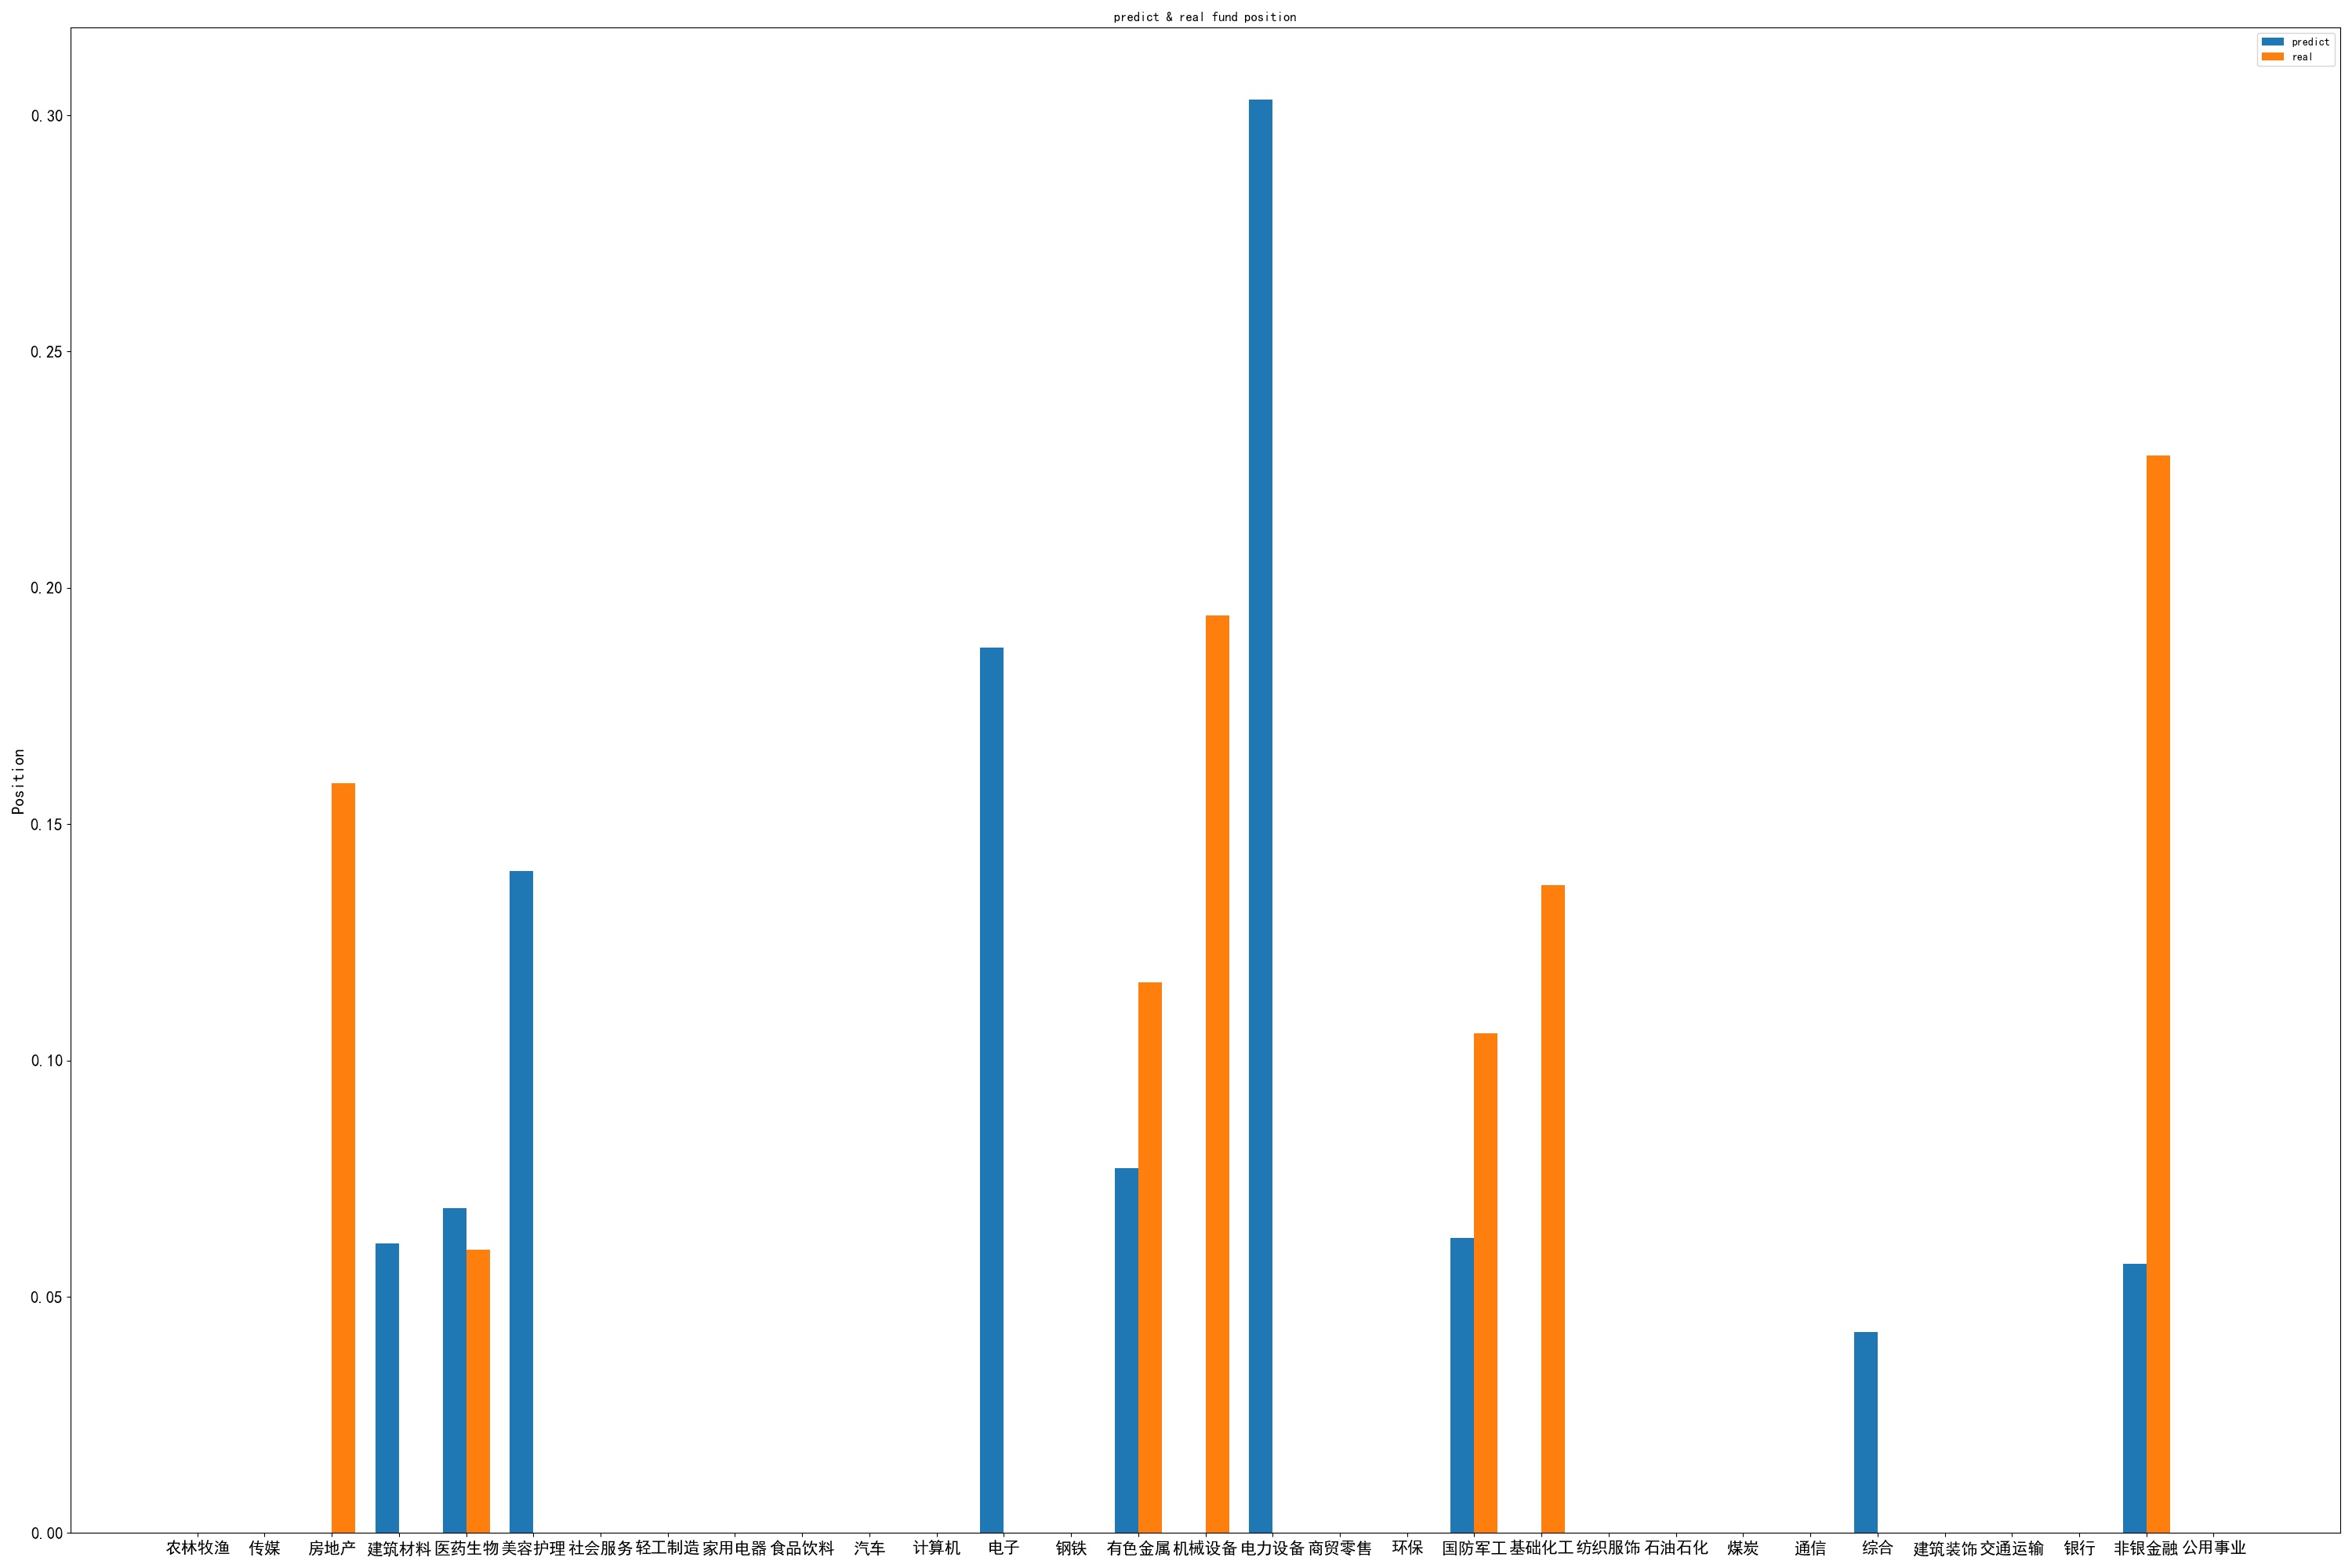 predict & real fund position
predict
real
0.30
0.25
0.20
0.15
0.10
0.05
0.00
Position
农林牧渔 传媒 房地产 建筑材料 医药生物 美容护理 社会服务 轻工制造 家用电器 食品饮料 汽车 计算机 电子 钢铁 有色金属 机械设备 电力设备 商贸零售 环保 国防军工 基础化工 纺织服饰 石油石化 煤炭 通信 综合 建筑装饰 交通运输 银行 非银金融 公用事业